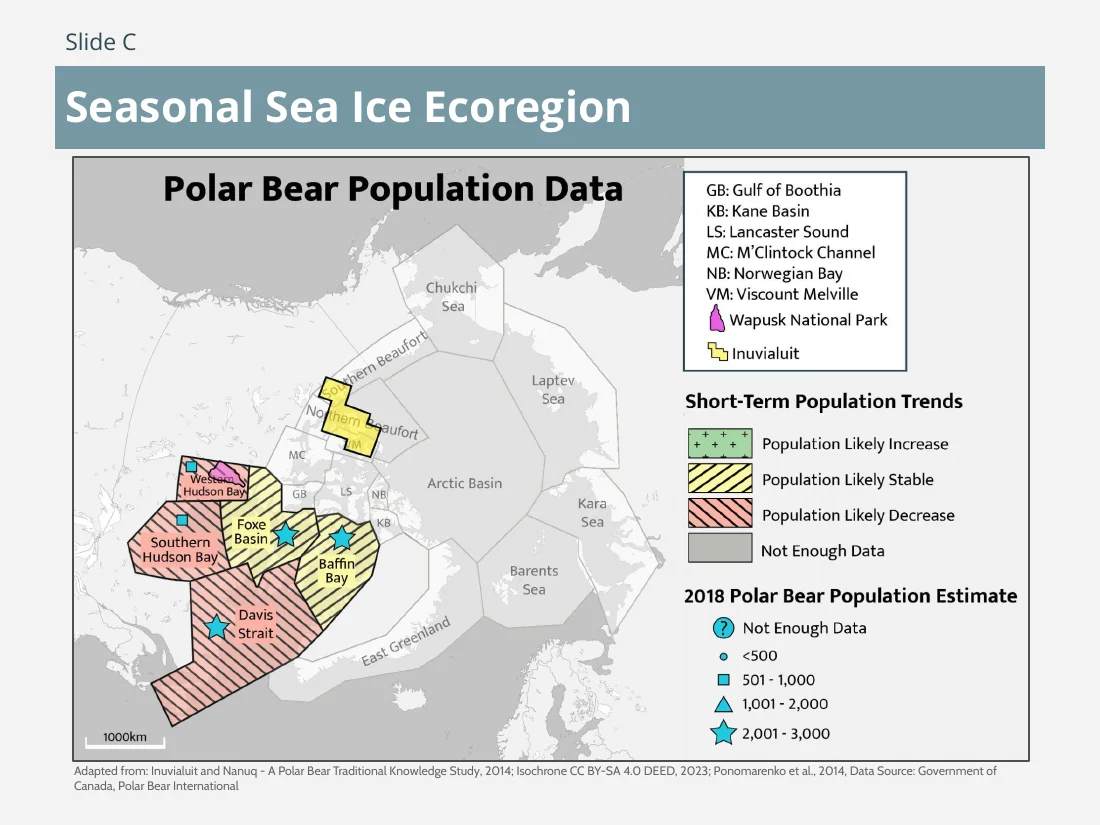 Slide C
Seasonal Sea Ice Ecoregion
Polar Bear Population Data
GB: Gulf of Boothia
KB: Kane Basin
LS: Lancaster Sound
MC: M'Clintock Channel
NB: Norwegian Bay
VM: Viscount Melville
Wapusk National Park
Inuvialuit
Chukchi
Sea
Southern Beaufort
Laptev
Sea
Northern Beaufort
VM
MC
Western
Hudson Bay
GB
LS
NB
Arctic Basin
KB
Kara
Sea
Foxe
Basin
Southern
Hudson Bay
Baffin
Bay
Barents
Sea
Davis
Strait
East Greenland
1000km
Short-Term Population Trends
Population Likely Increase
Population Likely Stable
Population Likely Decrease
Not Enough Data
2018 Polar Bear Population Estimate
? Not Enough Data
<500
501 - 1,000
1,001 - 2,000
2,001 - 3,000
Adapted from: Inuvialuit and Nanuq - A Polar Bear Traditional Knowledge Study, 2014; Isochrone CC BY-SA 4.0 DEED, 2023; Ponomarenko et al., 2014, Data Source: Government of
Canada, Polar Bear International